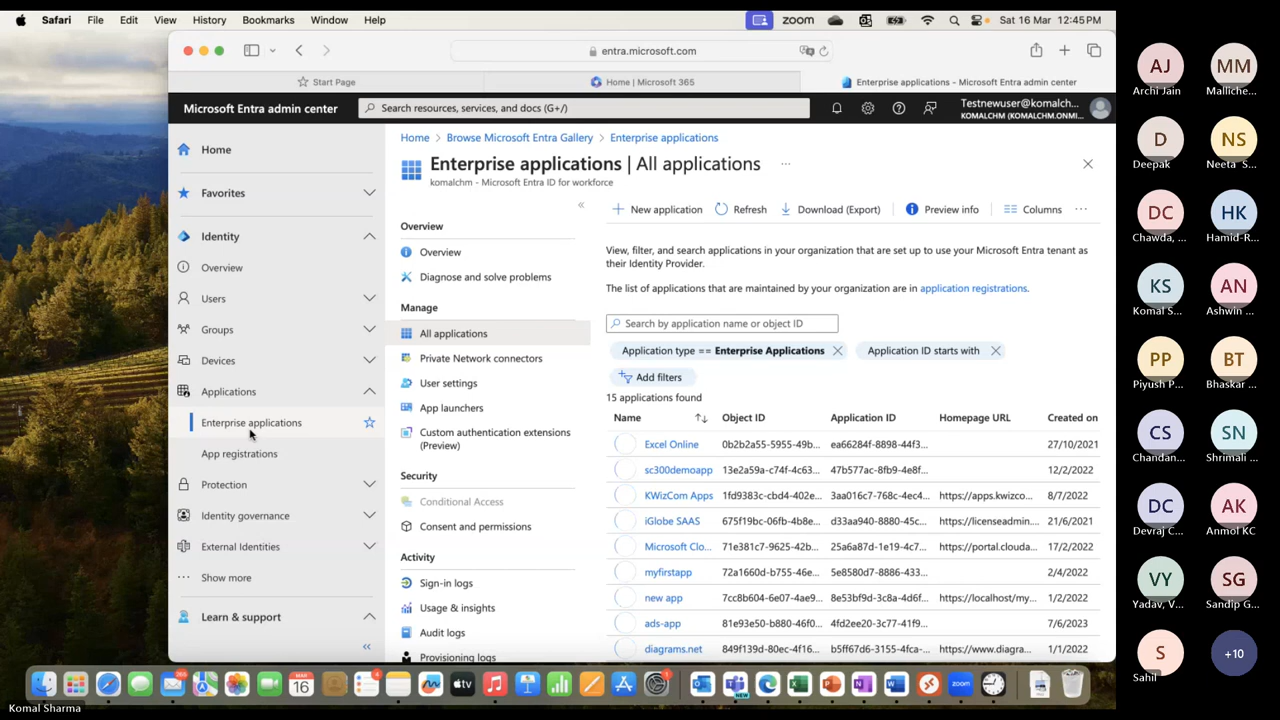 Safari File Edit View History Bookmarks Window Help zoom Sat 16 Mar 12:45 PM
entra.microsoft.com
Start Page Home | Microsoft 365 Enterprise applications - Microsoft Entra admin center
Microsoft Entra admin center Search resources, services, and docs (G+/) Testnewuser@komalch...
KOMALCHM (KOMALCHM.ONMI...
Home
Favorites
Identity
Overview
Users
Groups
Devices
Applications
Enterprise applications
App registrations
Protection
Identity governance
External Identities
Show more
Learn & support
Home > Browse Microsoft Entra Gallery > Enterprise applications
Enterprise applications | All applications ...
komalchm - Microsoft Entra ID for workforce
Overview
Overview
Diagnose and solve problems
Manage
All applications
Private Network connectors
User settings
App launchers
Custom authentication extensions
(Preview)
Security
Conditional Access
Consent and permissions
Activity
Sign-in logs
Usage & insights
Audit logs
Provisioning logs
New application Refresh Download (Export) Preview info Columns ...
View, filter, and search applications in your organization that are set up to use your Microsoft Entra tenant as
their Identity Provider.
The list of applications that are maintained by your organization are in application registrations.
Search by application name or object ID
Application type == Enterprise Applications Application ID starts with
Add filters
15 applications found
Name Object ID Application ID Homepage URL Created on
Excel Online 0b2b2a55-5955-49b... ea66284f-8898-44f3... 27/10/2021
sc300demoapp 13e2a59a-c74f-4c63... 47b577ac-8fb9-4e8f... 12/2/2022
KWizCom Apps 1fd9383c-cbd4-402e... 3aa016c7-768c-4ec4... https://apps.kwizco... 8/7/2022
iGlobe SAAS 675f19bc-06fb-4b8e... d33aa940-8880-45c... https://licenseadmin... 21/6/2021
Microsoft Clo... 71e381c7-9625-42b... 25a6a87d-1e19-4c7... https://portal.clouda... 17/2/2022
myfirstapp 72a1660d-b755-46e... 5e8580d7-8886-433... 2/4/2022
new app 7cc8b604-6e07-4ae9... 8e53bf9d-3c8a-4d6f... https://localhost/my... 1/2/2022
ads-app 81e93e50-b880-46f0... 4fd2ee20-3c77-41f9... 7/6/2023
diagrams.net 849f139d-80ec-4f16... b5ff67d6-3155-4fca-... https://www.diagra... 1/1/2022
MAR
16
tv
NEW
zoom
Komal Sharma
AJ MM
Archi Jain Malliche...
D NS
Deepak Neeta S...
DC HK
Chawda, ... Hamid-R...
KS AN
Komal S... Ashwin ...
PP BT
Piyush P... Bhaskar ...
CS SN
Chandan... Shrimali ...
DC AK
Devraj C... Anmol KC
VY SG
Yadav, V... Sandip G...
S +10
Sahil